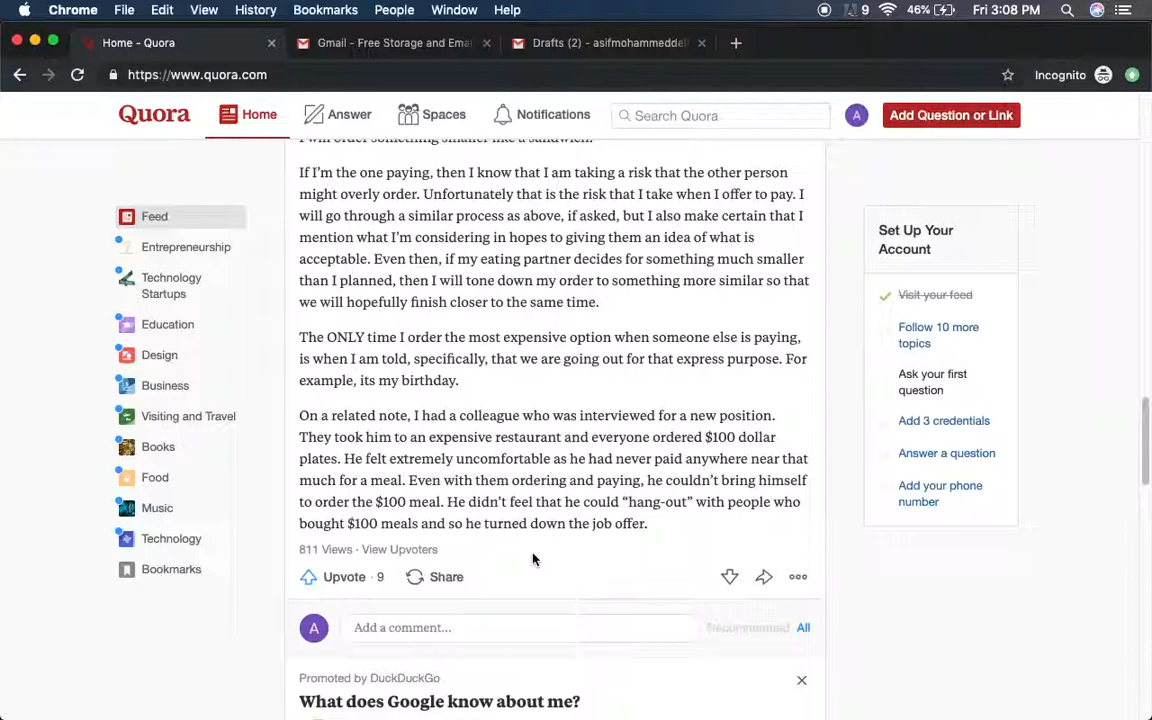 Chrome File Edit View History Bookmarks People Window Help 9 46% Fri 3:08 PM
Home - Quora Gmail - Free Storage and Ema Drafts (2) - asifmohammeddel
https://www.quora.com Incognito
Quora Home Answer Spaces Notifications Search Quora A Add Question or Link
I will order something smaller like a sandwich.
If I’m the one paying, then I know that I am taking a risk that the other person
might overly order. Unfortunately that is the risk that I take when I offer to pay. I
will go through a similar process as above, if asked, but I also make certain that I
mention what I’m considering in hopes to giving them an idea of what is
acceptable. Even then, if my eating partner decides for something much smaller
than I planned, then I will tone down my order to something more similar so that
we will hopefully finish closer to the same time.
The ONLY time I order the most expensive option when someone else is paying,
is when I am told, specifically, that we are going out for that express purpose. For
example, its my birthday.
On a related note, I had a colleague who was interviewed for a new position.
They took him to an expensive restaurant and everyone ordered $100 dollar
plates. He felt extremely uncomfortable as he had never paid anywhere near that
much for a meal. Even with them ordering and paying, he couldn’t bring himself
to order the $100 meal. He didn’t feel that he could “hang-out” with people who
bought $100 meals and so he turned down the job offer.
811 Views · View Upvoters
Upvote · 9 Share
A Add a comment... Recommended All
Promoted by DuckDuckGo
What does Google know about me?
Feed
Entrepreneurship
Technology
Startups
Education
Design
Business
Visiting and Travel
Books
Food
Music
Technology
Bookmarks
Set Up Your
Account
Visit your feed
Follow 10 more
topics
Ask your first
question
Add 3 credentials
Answer a question
Add your phone
number